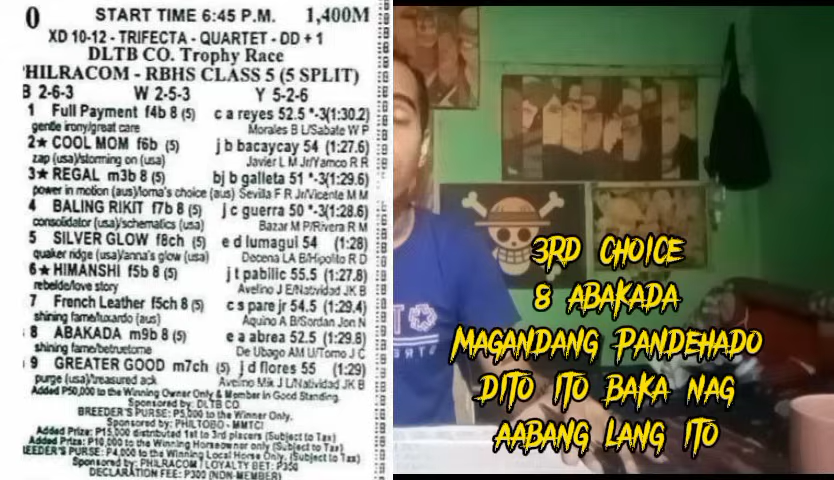 0 START TIME 6:45 P.M. 1,400M
XD 10-12 - TRIFECTA - QUARTET - DD + 1
DLTB CO. Trophy Race
PHILRACOM - RBHS CLASS 5 (5 SPLIT)
B 2-6-3 W 2-5-3 Y 5-2-6
1 Full Payment f4b 8 (5) c a reyes 52.5 *-3(1:30.2)
gentle irony/great care Morales B L/Sabate W P
2★ COOL MOM f6b (5) j b bacaycay 54 (1:27.6)
zap (usa)/storming on (usa) Javier L M Jr/Yamco R R
3★ REGAL m3b 8 (5) bj b galleta 51 *-3(1:29.6)
power in motion (aus)/loma's choice (aus) Sevilla F R Jr/Vicente M M
4 BALING RIKIT f7b 8 (5) j c guerra 50 *-3(1:28.6)
consolidator (usa)/schematics (usa) Bazar M P/Rivera R M
5 SILVER GLOW f8ch (5) e d lumagui 54 (1:28)
quaker ridge (usa)/anna's glow (usa) Decena LA B/Hipolito R D
6★ HIMANSHI f5b 8 (5) j t pabilic 55.5 (1:27.8)
rebelde/love story Avelino J E/Natividad JK B
7 French Leather f5ch 8 (5) c s pare jr 54.5 (1:29.4)
shining fame/luxardo (aus) Aquino A B/Sordan Jon N
8 ABAKADA m9b 8 (5) e a abrea 52.5 (1:29.8)
shining fame/betruetome De Ubago AM U/Tomo J C
9 GREATER GOOD m7ch (5) j d flores 55 (1:29)
purge (usa)/treasured ack Avelino Mik J L/Natividad JK B
Added P50,000 to the Winning Owner Only & Member in Good Standing.
Sponsored by: DLTB CO.
BREEDER'S PURSE: P5,000 to the Winner Only.
Sponsored by: PHILTOBO - MMTCI
Added Prize: P15,000 distributed 1st to 3rd placers (Subject to Tax)
Added Prize: P10,000 to the Winning Horseowner only (Subject to Tax)
BREEDER'S PURSE: P4,000 to the Winning Local Horse Only. (Subject to Tax)
Sponsored by: PHILRACOM / LOYALTY BET: P350
DECLARATION FEE: P300 (NON-MEMBER)
3RD CHOICE
8 ABAKADA
MAGANDANG PANDEHADO
DITO ITO BAKA NAG
AABANG LANG ITO